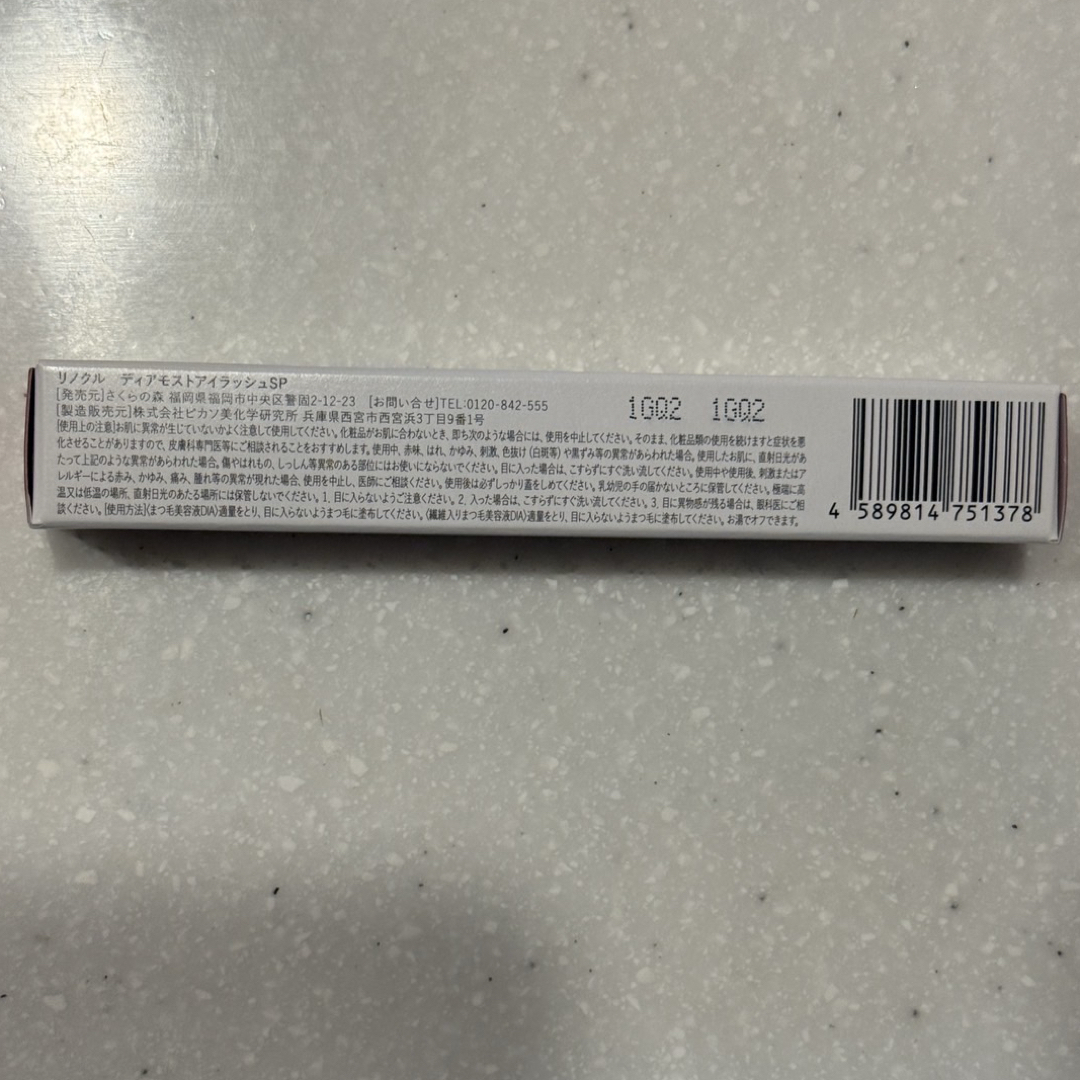 リノクル ディアモストアイラッシュSP
[発売元]さくらの森 福岡県福岡市中央区警固2-12-23 [お問い合せ]TEL:0120-842-555
[製造販売元]株式会社ピカソ美化学研究所 兵庫県西宮市西宮浜3丁目9番1号
1GQ2 1GQ2
[使用上の注意]お肌に異常が生じていないかよく注意して使用してください。化粧品がお肌に合わないとき、即ち次のような場合には、使用を中止してください。そのまま、化粧品類の使用を続けますと症状を悪
化させることがありますので、皮膚科専門医等にご相談されることをおすすめします。使用中、赤味、はれ、かゆみ、刺激、色抜け(白斑等)や黒ずみ等の異常があらわれた場合。使用したお肌に、直射日光があ
たって上記のような異常があらわれた場合。傷やはれもの、しっしん等異常のある部位にはお使いにならないでください。目に入った場合は、こすらずにすぐ洗い流してください。使用中や使用後、刺激またはア
レルギーによる赤み、かゆみ、痛み、腫れ等の異常が現れた場合、使用を中止し、医師にご相談ください。使用後は必ずしっかり蓋をしめてください。乳幼児の手の届かないところに保管してください。極端に高
温又は低温の場所、直射日光のあたる場所には保管しないでください。1.目に入らないようご注意ください。2.入った場合は、こすらずにすぐ洗い流してください。3.目に異物感が残る場合は、眼科医にご相
談ください。[使用方法]〈まつ毛美容液DIA〉適量をとり、目に入らないようまつ毛に塗布してください。〈繊維入りまつ毛美容液DIA〉適量をとり、目に入らないようまつ毛に塗布してください。お湯でオフできます。
4 589814 751378